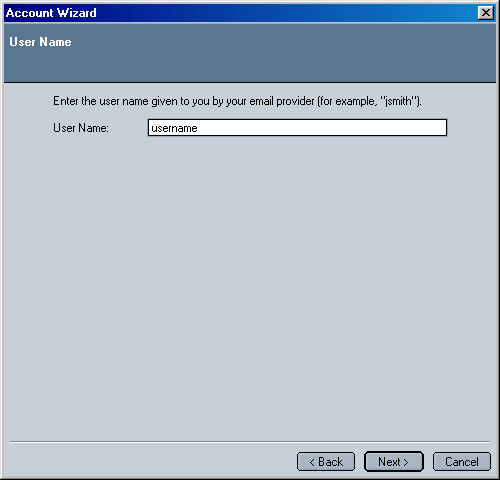 Account Wizard
User Name
Enter the user name given to you by your email provider (for example, "jsmith").
User Name: username
< Back Next > Cancel